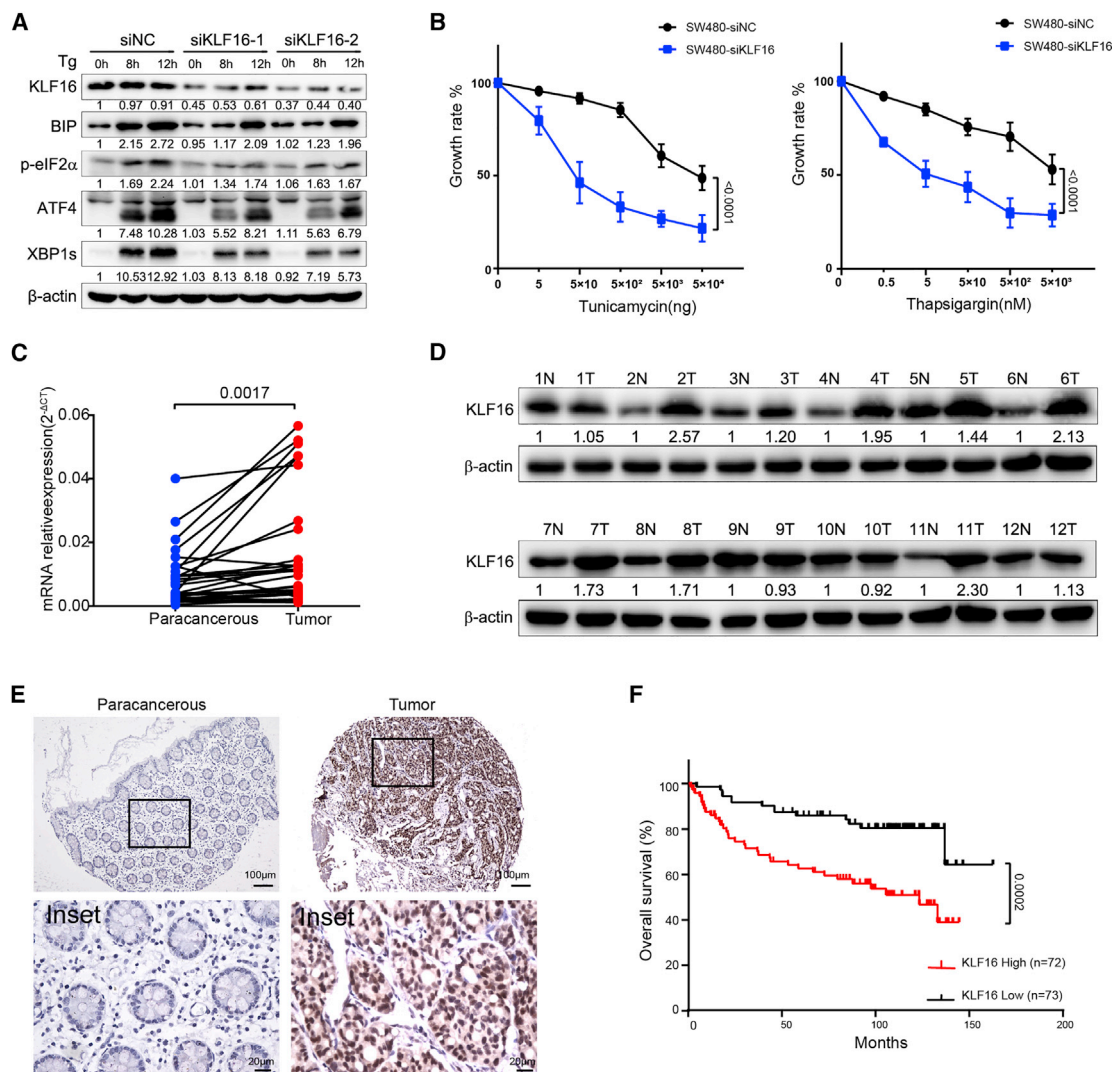 A
siNC siKLF16-1 siKLF16-2
Tg 0h 8h 12h 0h 8h 12h 0h 8h 12h
KLF16
1 0.97 0.91 0.45 0.53 0.61 0.37 0.44 0.40
BIP
1 2.15 2.72 0.95 1.17 2.09 1.02 1.23 1.96
p-eIF2α
1 1.69 2.24 1.01 1.34 1.74 1.06 1.63 1.67
ATF4
1 7.48 10.28 1.03 5.52 8.21 1.11 5.63 6.79
XBP1s
1 10.53 12.92 1.03 8.13 8.18 0.92 7.19 5.73
β-actin
B
SW480-siNC
SW480-siKLF16
Growth rate %
100
50
0
<0.0001
0 5 5×10 5×10² 5×10³ 5×10⁴
Tunicamycin(ng)
SW480-siNC
SW480-siKLF16
Growth rate %
100
50
0
<0.0001
0 0.5 5 5×10 5×10² 5×10³
Thapsigargin(nM)
C
0.0017
mRNA relativeexpression(2^-ΔCT)
0.06
0.04
0.02
0.00
Paracancerous Tumor
D
1N 1T 2N 2T 3N 3T 4N 4T 5N 5T 6N 6T
KLF16
1 1.05 1 2.57 1 1.20 1 1.95 1 1.44 1 2.13
β-actin
7N 7T 8N 8T 9N 9T 10N 10T 11N 11T 12N 12T
KLF16
1 1.73 1 1.71 1 0.93 1 0.92 1 2.30 1 1.13
β-actin
E
Paracancerous Tumor
100μm 100μm
Inset Inset
20μm 20μm
F
Overall survival (%)
100
80
60
40
20
0
0.0002
KLF16 High (n=72)
KLF16 Low (n=73)
0 50 100 150 200
Months